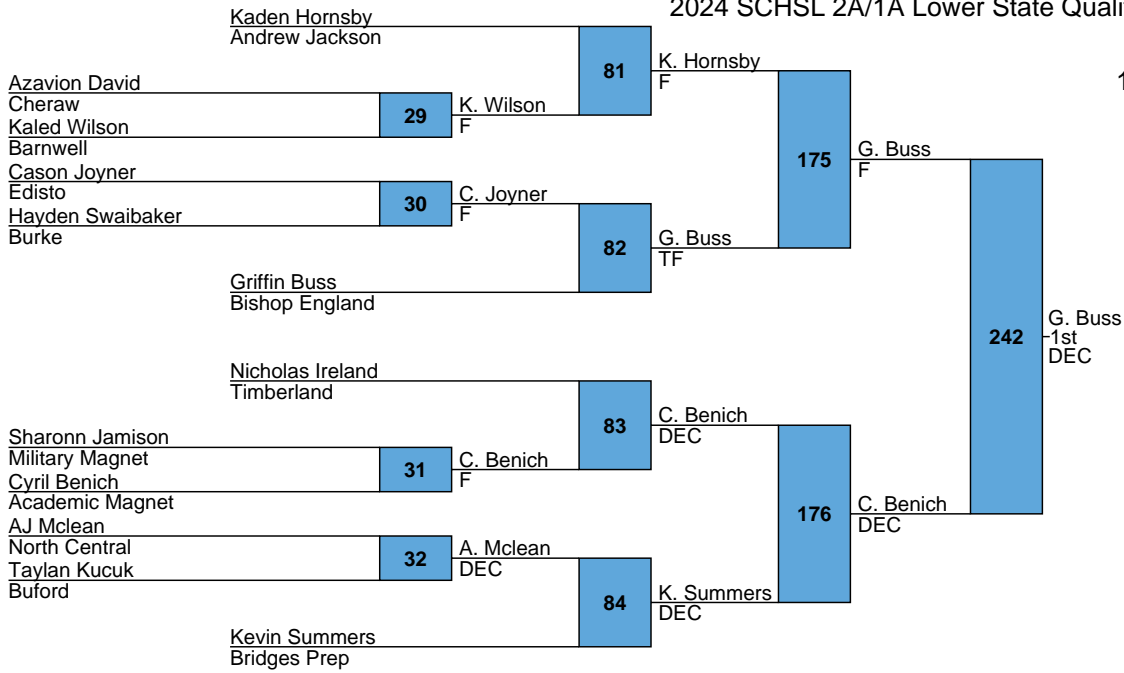 2024 SCHSL 2A/1A Lower State
Kaden Hornsby
Andrew Jackson
81
K. Hornsby
F
1
Azavion David
Cheraw
Kaled Wilson
Barnwell
29
K. Wilson
F
175
G. Buss
F
Cason Joyner
Edisto
Hayden Swaibaker
Burke
30
C. Joyner
F
82
G. Buss
TF
Griffin Buss
Bishop England
242
G. Buss
1st
DEC
Nicholas Ireland
Timberland
83
C. Benich
DEC
Sharonn Jamison
Military Magnet
Cyril Benich
Academic Magnet
31
C. Benich
F
176
C. Benich
DEC
AJ Mclean
North Central
Taylan Kucuk
Buford
32
A. Mclean
DEC
84
K. Summers
DEC
Kevin Summers
Bridges Prep